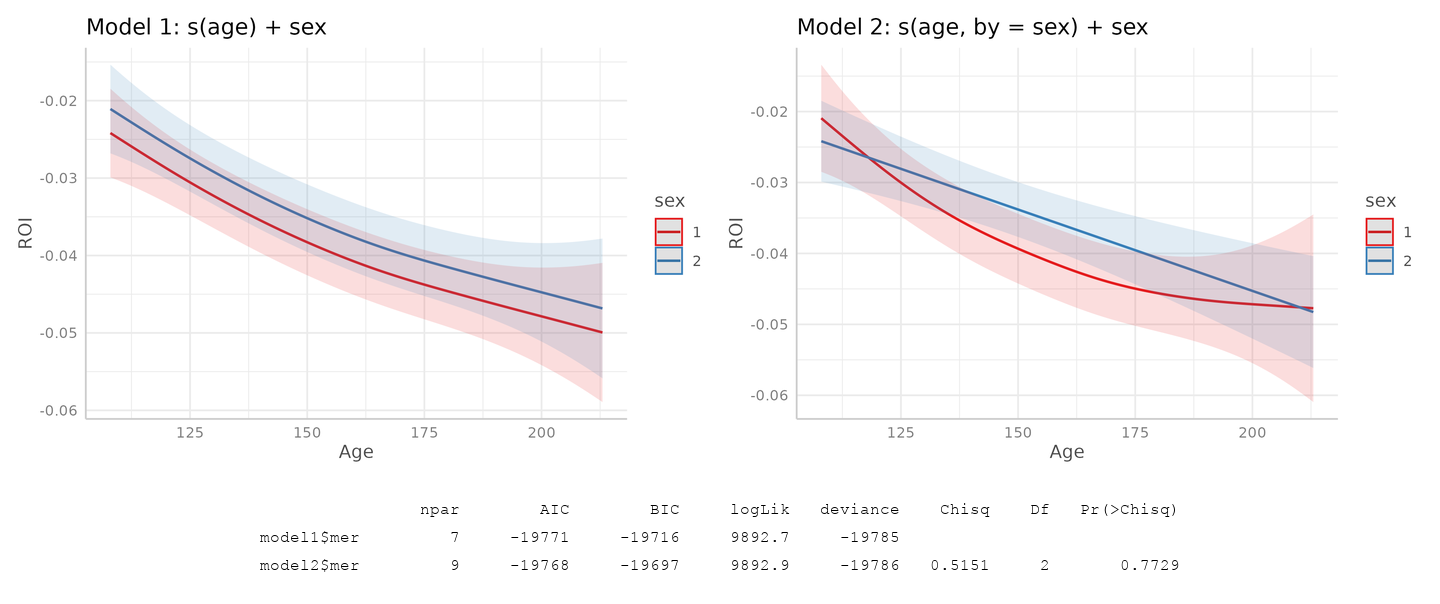 Model 1: s(age) + sex
-0.02
-0.03
-0.04
-0.05
-0.06
ROI
125 150 175 200
Age
sex
1
2
Model 2: s(age, by = sex) + sex
-0.02
-0.03
-0.04
-0.05
-0.06
ROI
125 150 175 200
Age
sex
1
2
npar AIC BIC logLik deviance Chisq Df Pr(>Chisq)
model1$mer 7 -19771 -19716 9892.7 -19785
model2$mer 9 -19768 -19697 9892.9 -19786 0.5151 2 0.7729